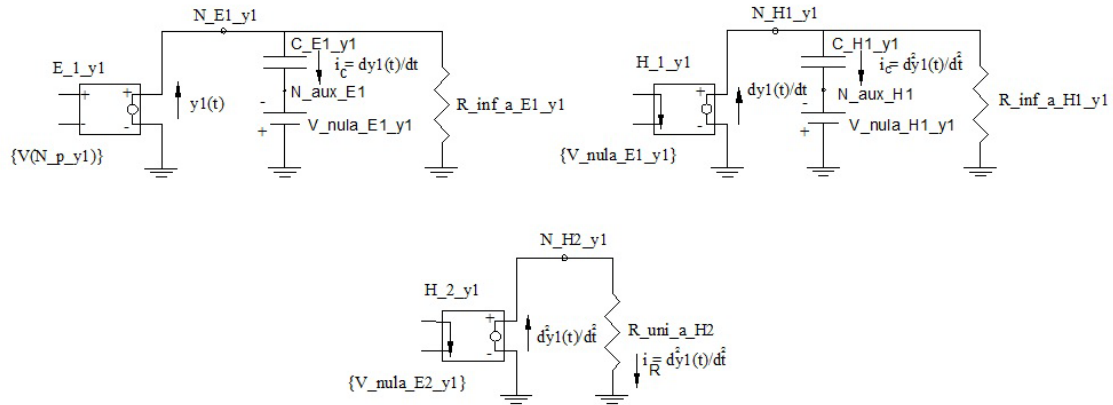 N_E1_y1
C_E1_y1
E_1_y1
i_C = dy1(t)/dt
+
+
-
-
y1(t)
N_aux_E1
-
+
V_nula_E1_y1
R_inf_a_E1_y1
{V(N_p_y1)}
N_H1_y1
C_H1_y1
H_1_y1
i_C = d²y1(t)/dt²
+
-
dy1(t)/dt
N_aux_H1
-
+
V_nula_H1_y1
R_inf_a_H1_y1
{V_nula_E1_y1}
N_H2_y1
H_2_y1
+
-
d²y1(t)/dt²
R_uni_a_H2
i_R = d²y1(t)/dt²
{V_nula_E2_y1}